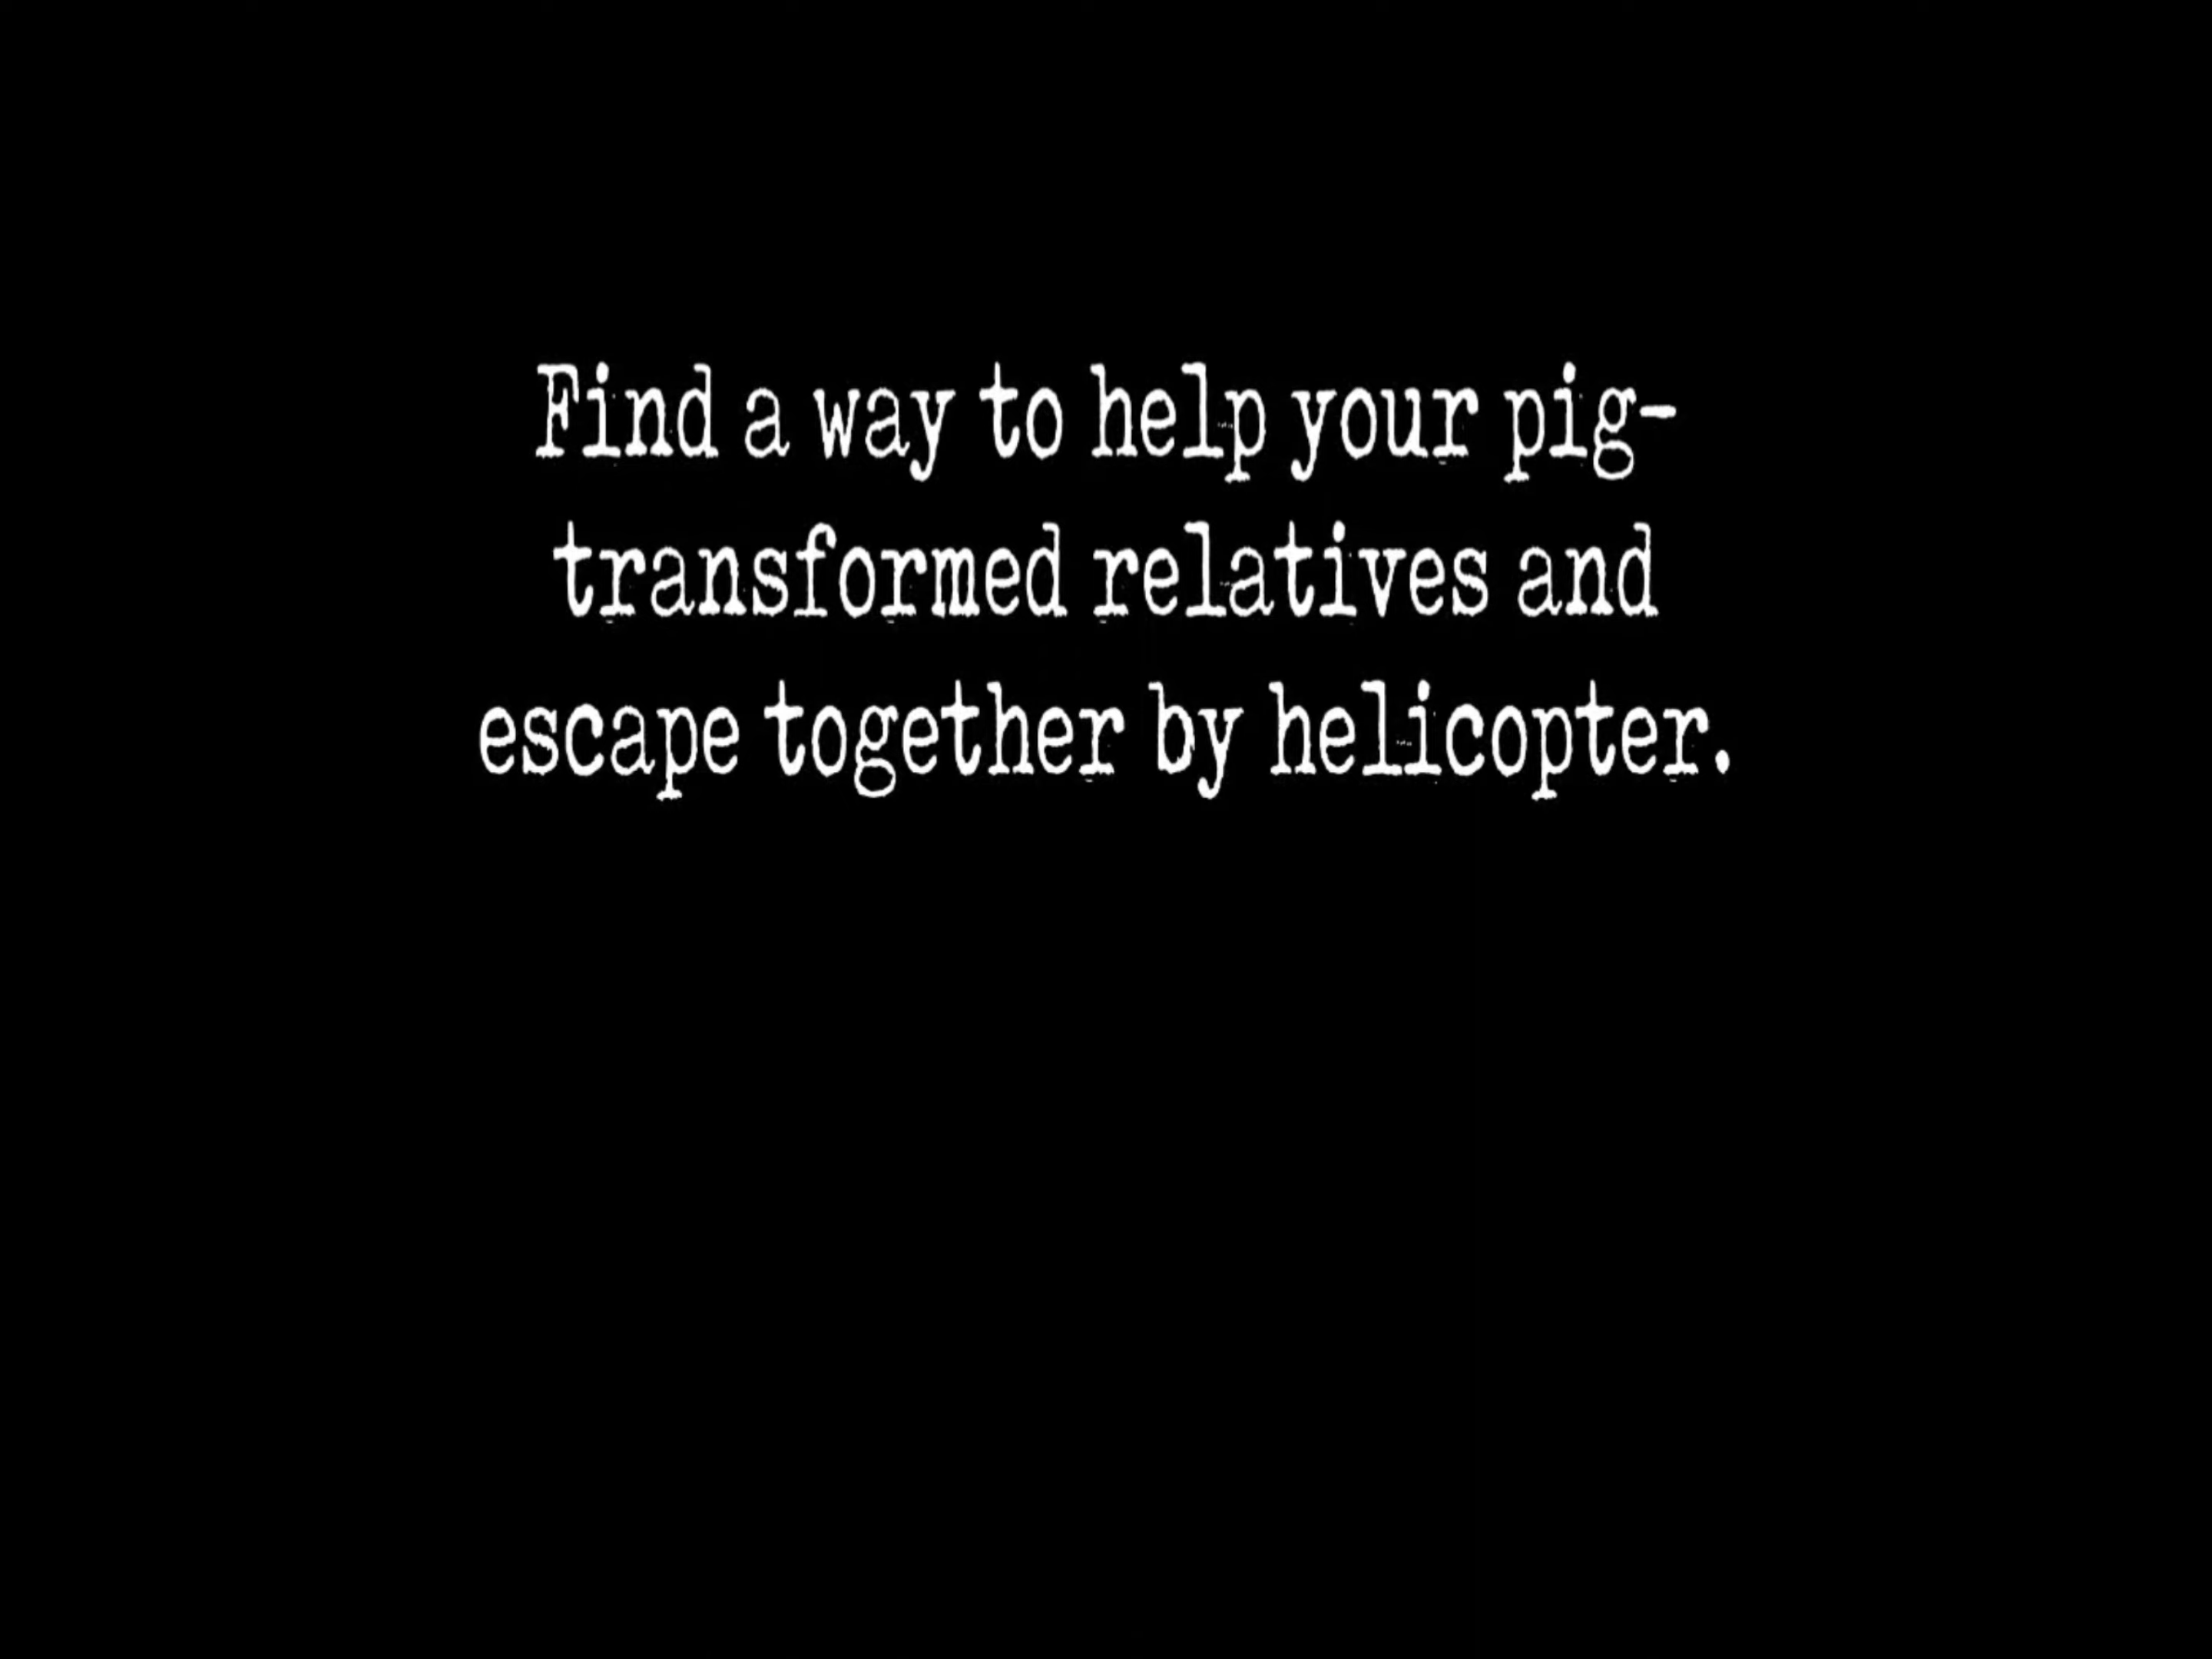 Find a way to help your pig-
transformed relatives and
escape together by helicopter.